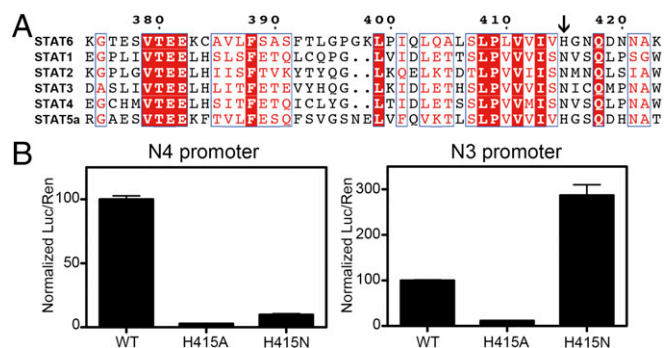 A
380 390 400 410 420
STAT6 KGTESVTEEKCAVLFSASFTLGPGKLPIQLQALSLPLVVIVHGNQDNNAK
STAT1 EGPLIVTEELHSLSFETQLCQPG..LVIDLETTSLPVVVISNVSQLPSGW
STAT2 KGPTLVTEELHIISFTVKYTYQG..LKQELKTDTLPVVIISNMNQLSIAW
STAT3 DASLIVTEELHLITFETEVYHQG..LKIDLETHSLPVVVISNICQMPNAW
STAT4 EGCHMVTEELHSITFETQICLYG..LTIDLETSSLPVVMISNVSQLPNAW
STAT5a RGAESVTEEKFTVLFESQFSVGSNELVFQVKTLSLPVVVIVHGSQDHNAT
B
N4 promoter
Normalized Luc/Ren
100
50
0
WT H415A H415N
N3 promoter
Normalized Luc/Ren
300
200
100
0
WT H415A H415N